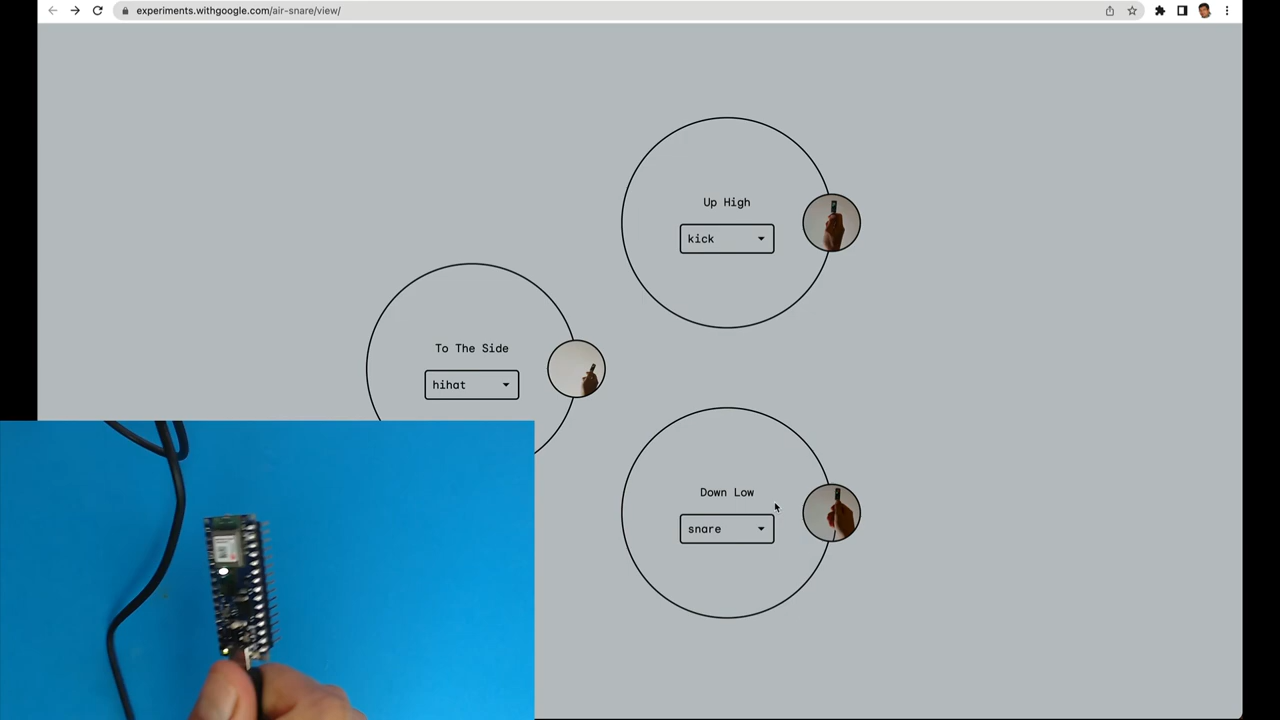 experiments.withgoogle.com/air-snare/view/
Up High
kick
To The Side
hihat
Down Low
snare